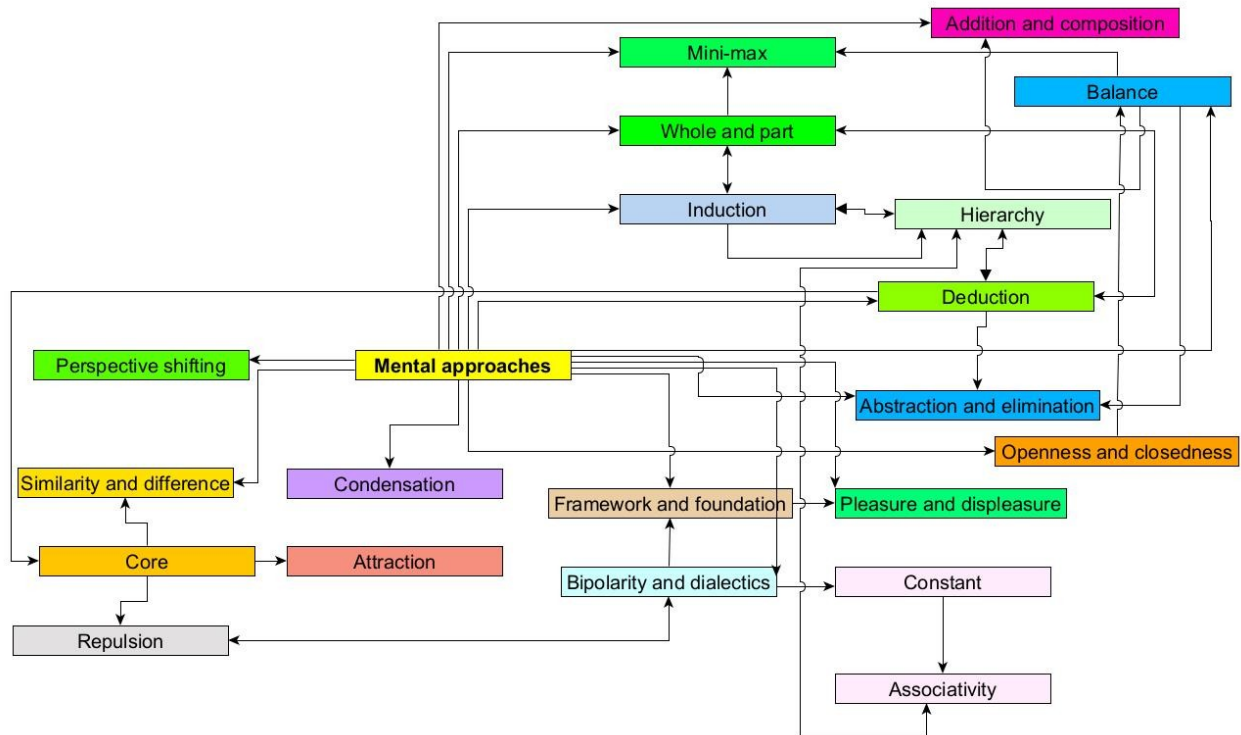 Addition and composition
Mini-max
Balance
Whole and part
Induction
Hierarchy
Deduction
Perspective shifting
Mental approaches
Abstraction and elimination
Openness and closedness
Similarity and difference
Condensation
Framework and foundation
Pleasure and displeasure
Core
Attraction
Bipolarity and dialectics
Constant
Repulsion
Associativity